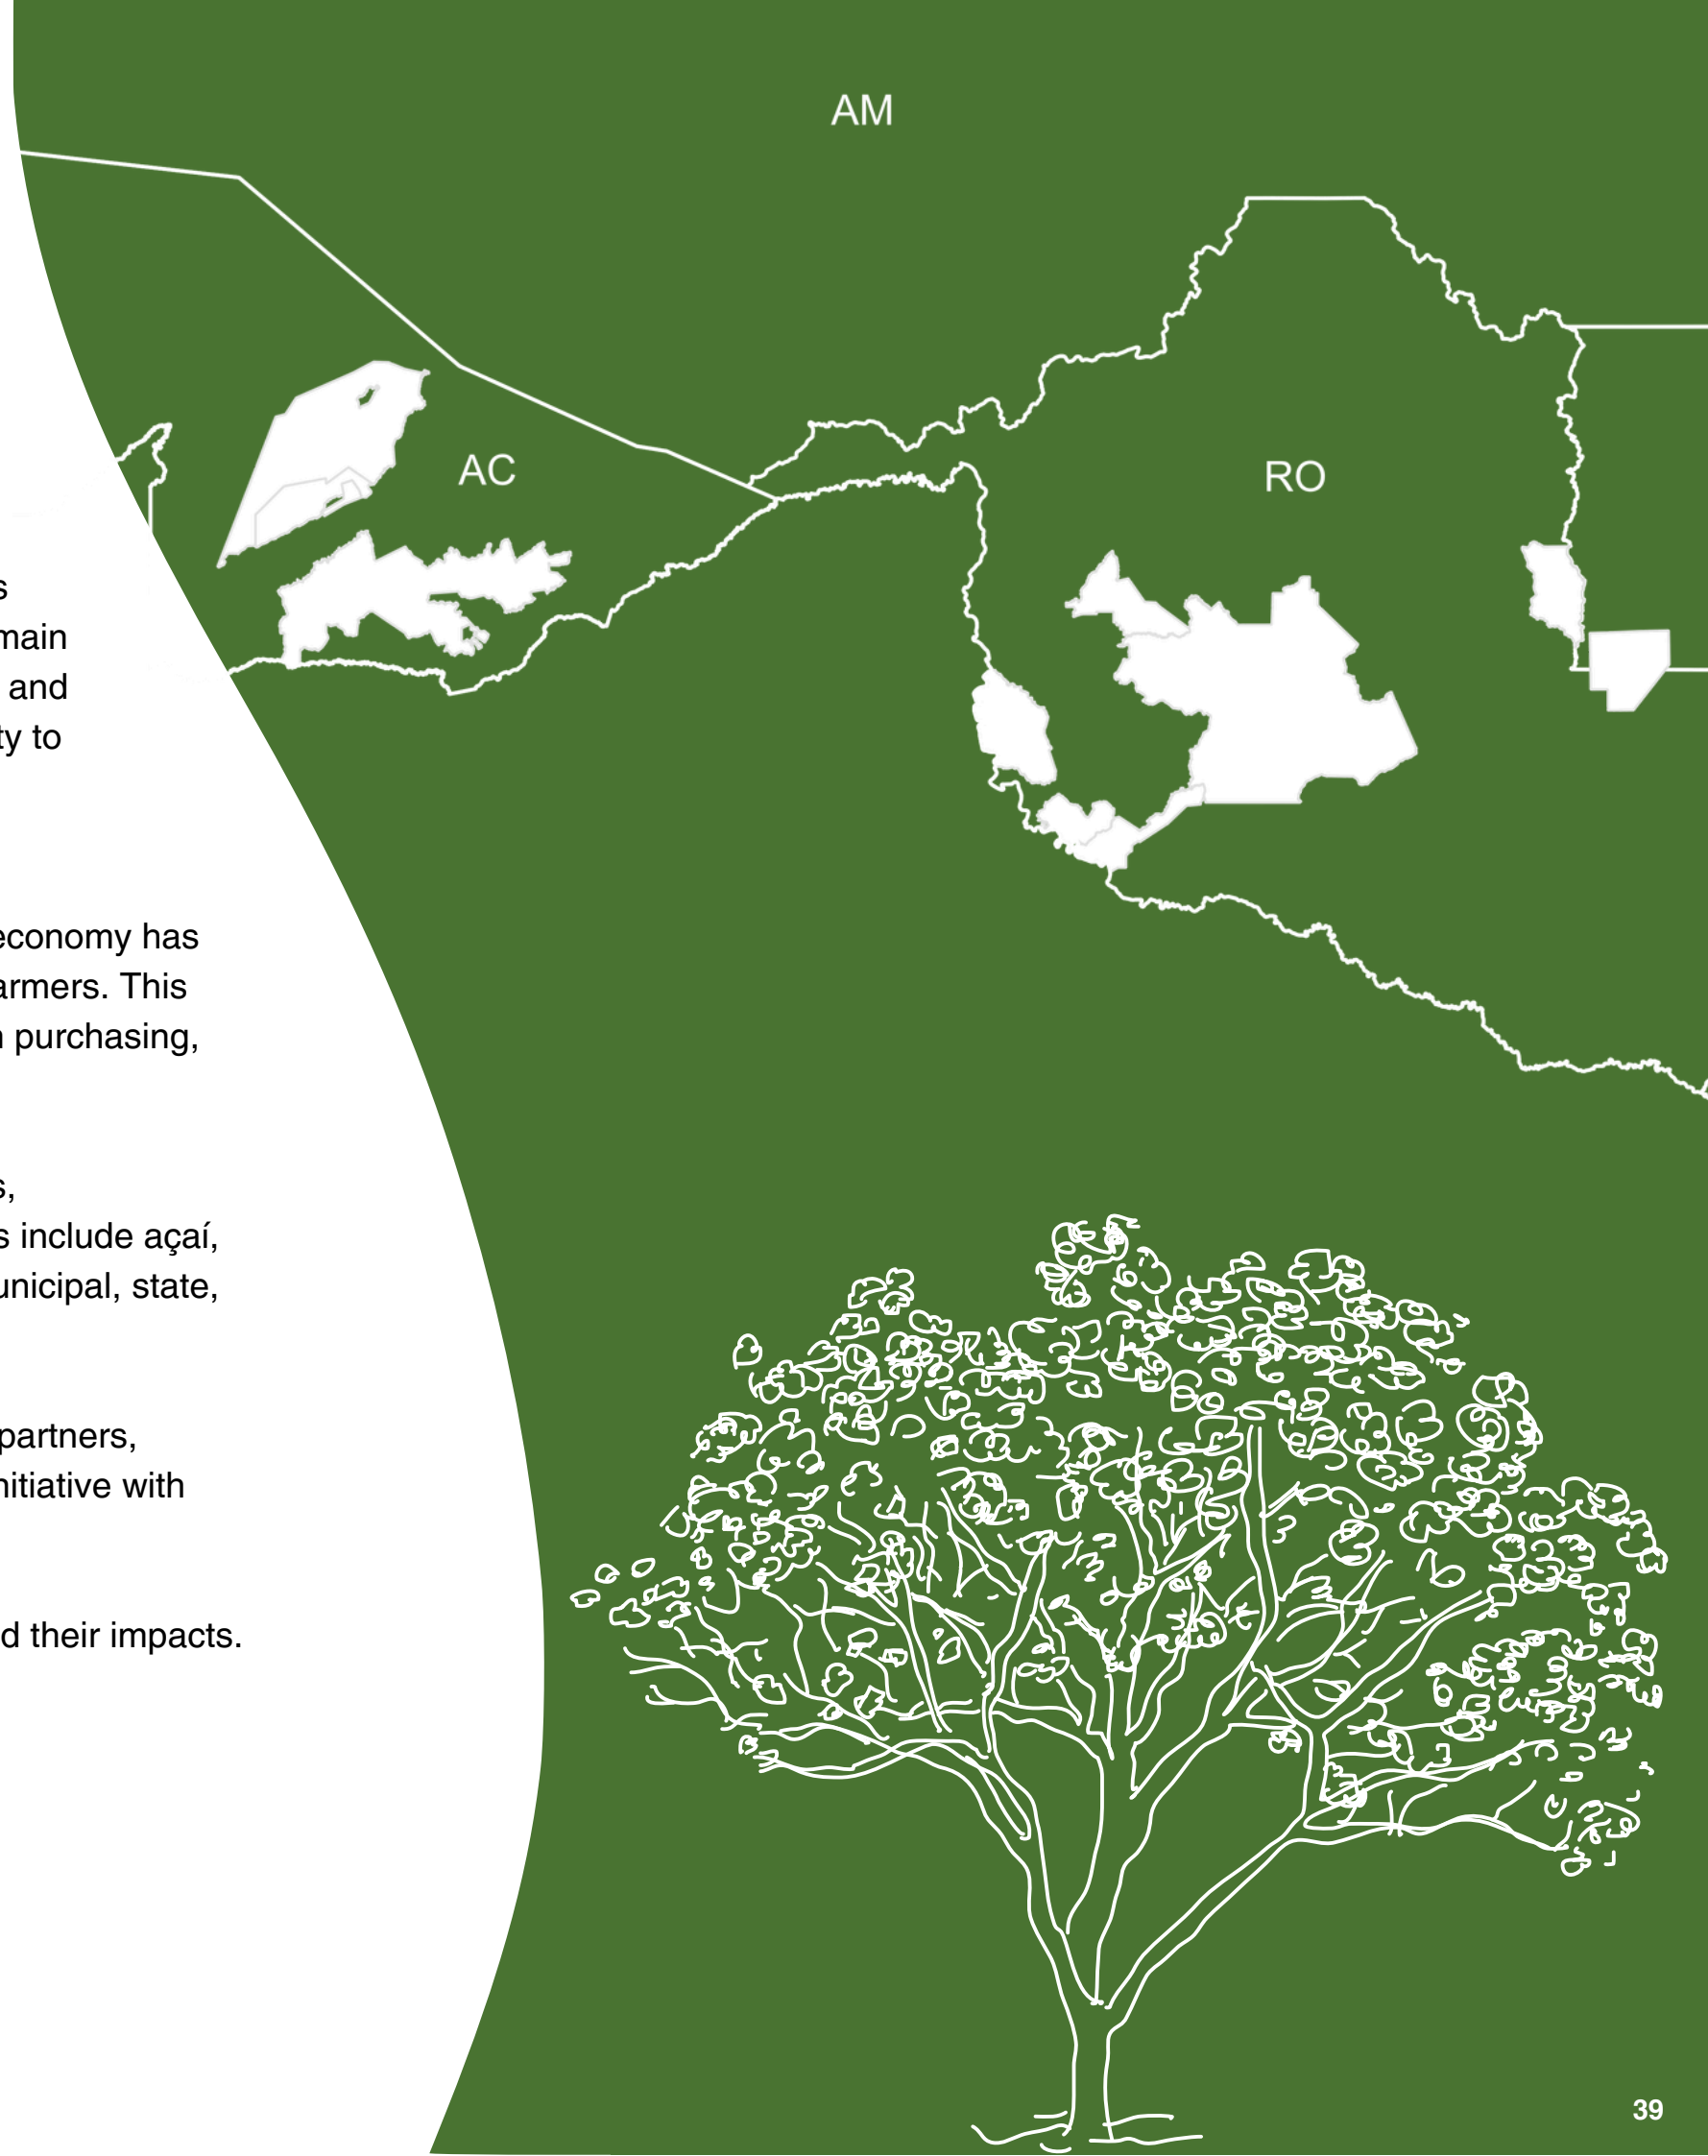 AM
AC
RO
s
main
and
ty to
economy has
armers. This
n purchasing,
s,
s include açaí,
unicipal, state,
partners,
nitiative with
d their impacts.
39